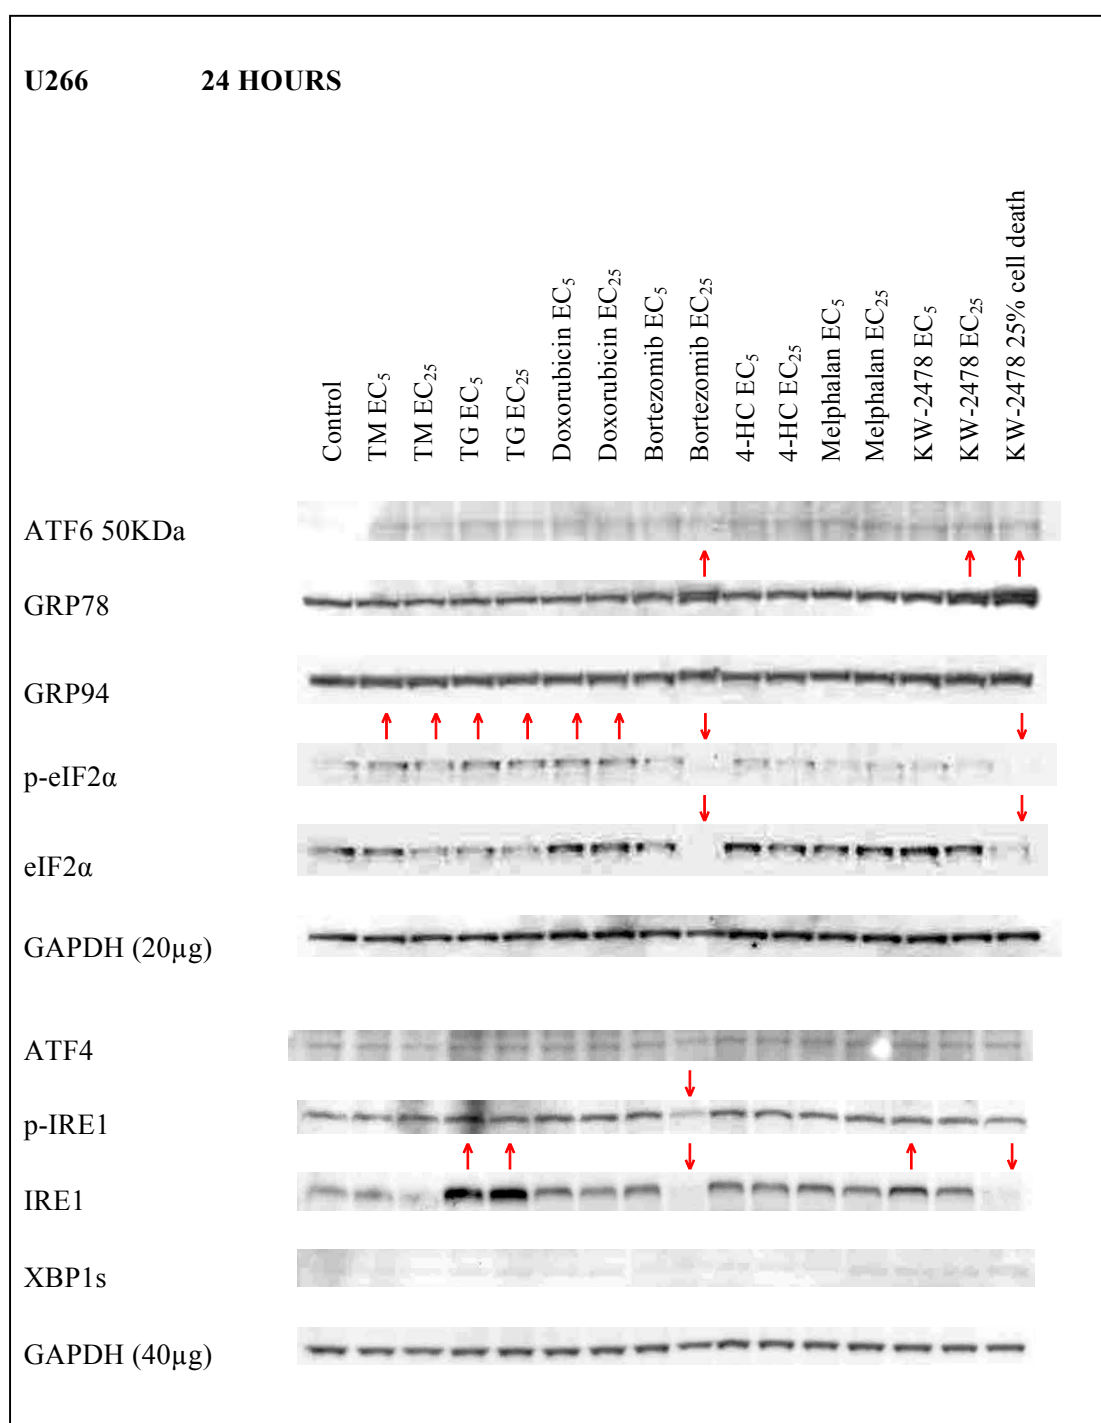 U266 24 HOURS
Control
TM EC5
TM EC25
TG EC5
TG EC25
Doxorubicin EC5
Doxorubicin EC25
Bortezomib EC5
Bortezomib EC25
4-HC EC5
4-HC EC25
Melphalan EC5
Melphalan EC25
KW-2478 EC5
KW-2478 EC25
KW-2478 25% cell death
ATF6 50KDa
GRP78
GRP94
p-eIF2α
eIF2α
GAPDH (20µg)
ATF4
p-IRE1
IRE1
XBP1s
GAPDH (40µg)